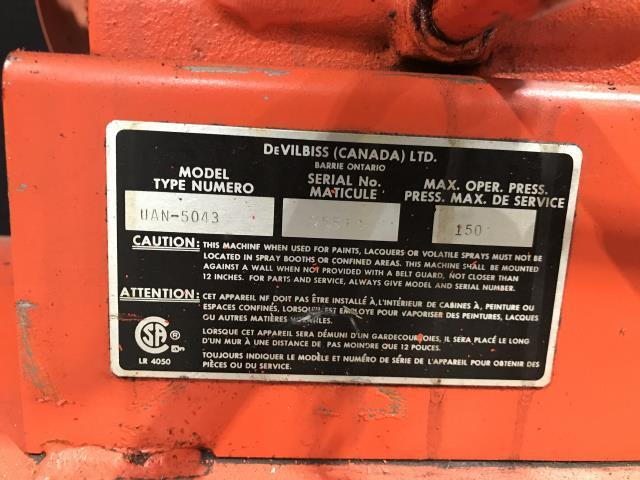 DEVILBISS (CANADA) LTD.
BARRIE ONTARIO
MODEL
TYPE NUMERO
SERIAL No.
MATICULE
MAX. OPER. PRESS.
PRESS. MAX. DE SERVICE
UAN-5043
150
CAUTION: THIS MACHINE WHEN USED FOR PAINTS, LACQUERS OR VOLATILE SPRAYS MUST NOT BE
LOCATED IN SPRAY BOOTHS OR CONFINED AREAS. THIS MACHINE SHALL BE MOUNTED
AGAINST A WALL WHEN NOT PROVIDED WITH A BELT GUARD, NOT CLOSER THAN
12 INCHES. FOR PARTS AND SERVICE, ALWAYS GIVE MODEL AND SERIAL NUMBER.
ATTENTION: CET APPAREIL NE DOIT PAS ÊTRE INSTALLÉ À L'INTÉRIEUR DE CABINES À, PEINTURE OU
ESPACES CONFINÉS, LORSQU'IL EST EMPLOYE POUR VAPORISER DES PEINTURES, LACQUES
OU AUTRES MATIÈRES
LORSQUE CET APPAREIL SERA DÉMUNI D'UN GARDECOURROIES, IL SERA PLACÉ LE LONG
D'UN MUR À UNE DISTANCE DE PAS MOINDRE QUE 12 POUCES.
TOUJOURS INDIQUER LE MODÈLE ET NUMÉRO DE SÉRIE DE L'APPAREIL POUR OBTENIR DES
PIÈCES OU DU SERVICE.
SA ®
LR 4050